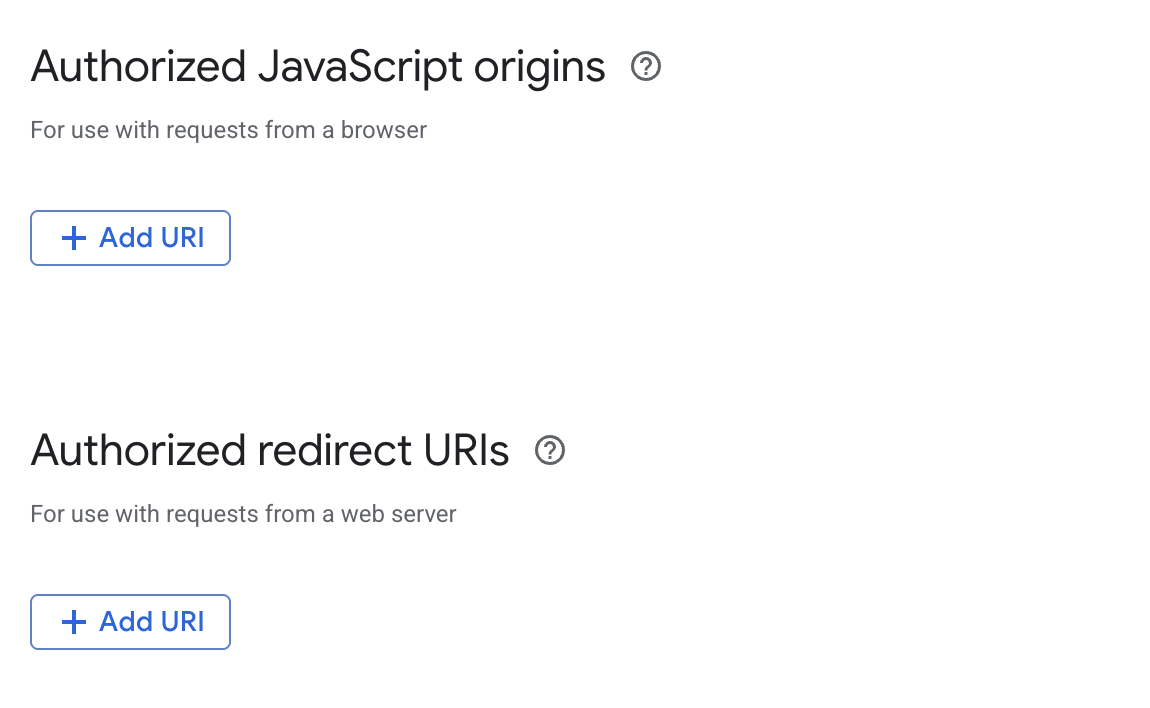 Authorized JavaScript origins
For use with requests from a browser
Add URI
Authorized redirect URIs
For use with requests from a web server
Add URI